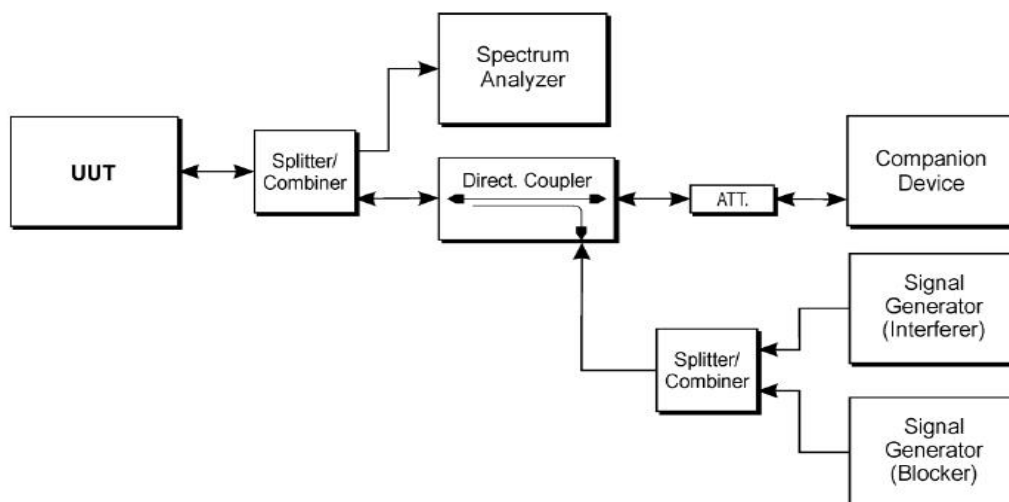 Spectrum
Analyzer
UUT
Splitter/
Combiner
Direct. Coupler
ATT.
Companion
Device
Signal
Generator
(Interferer)
Splitter/
Combiner
Signal
Generator
(Blocker)